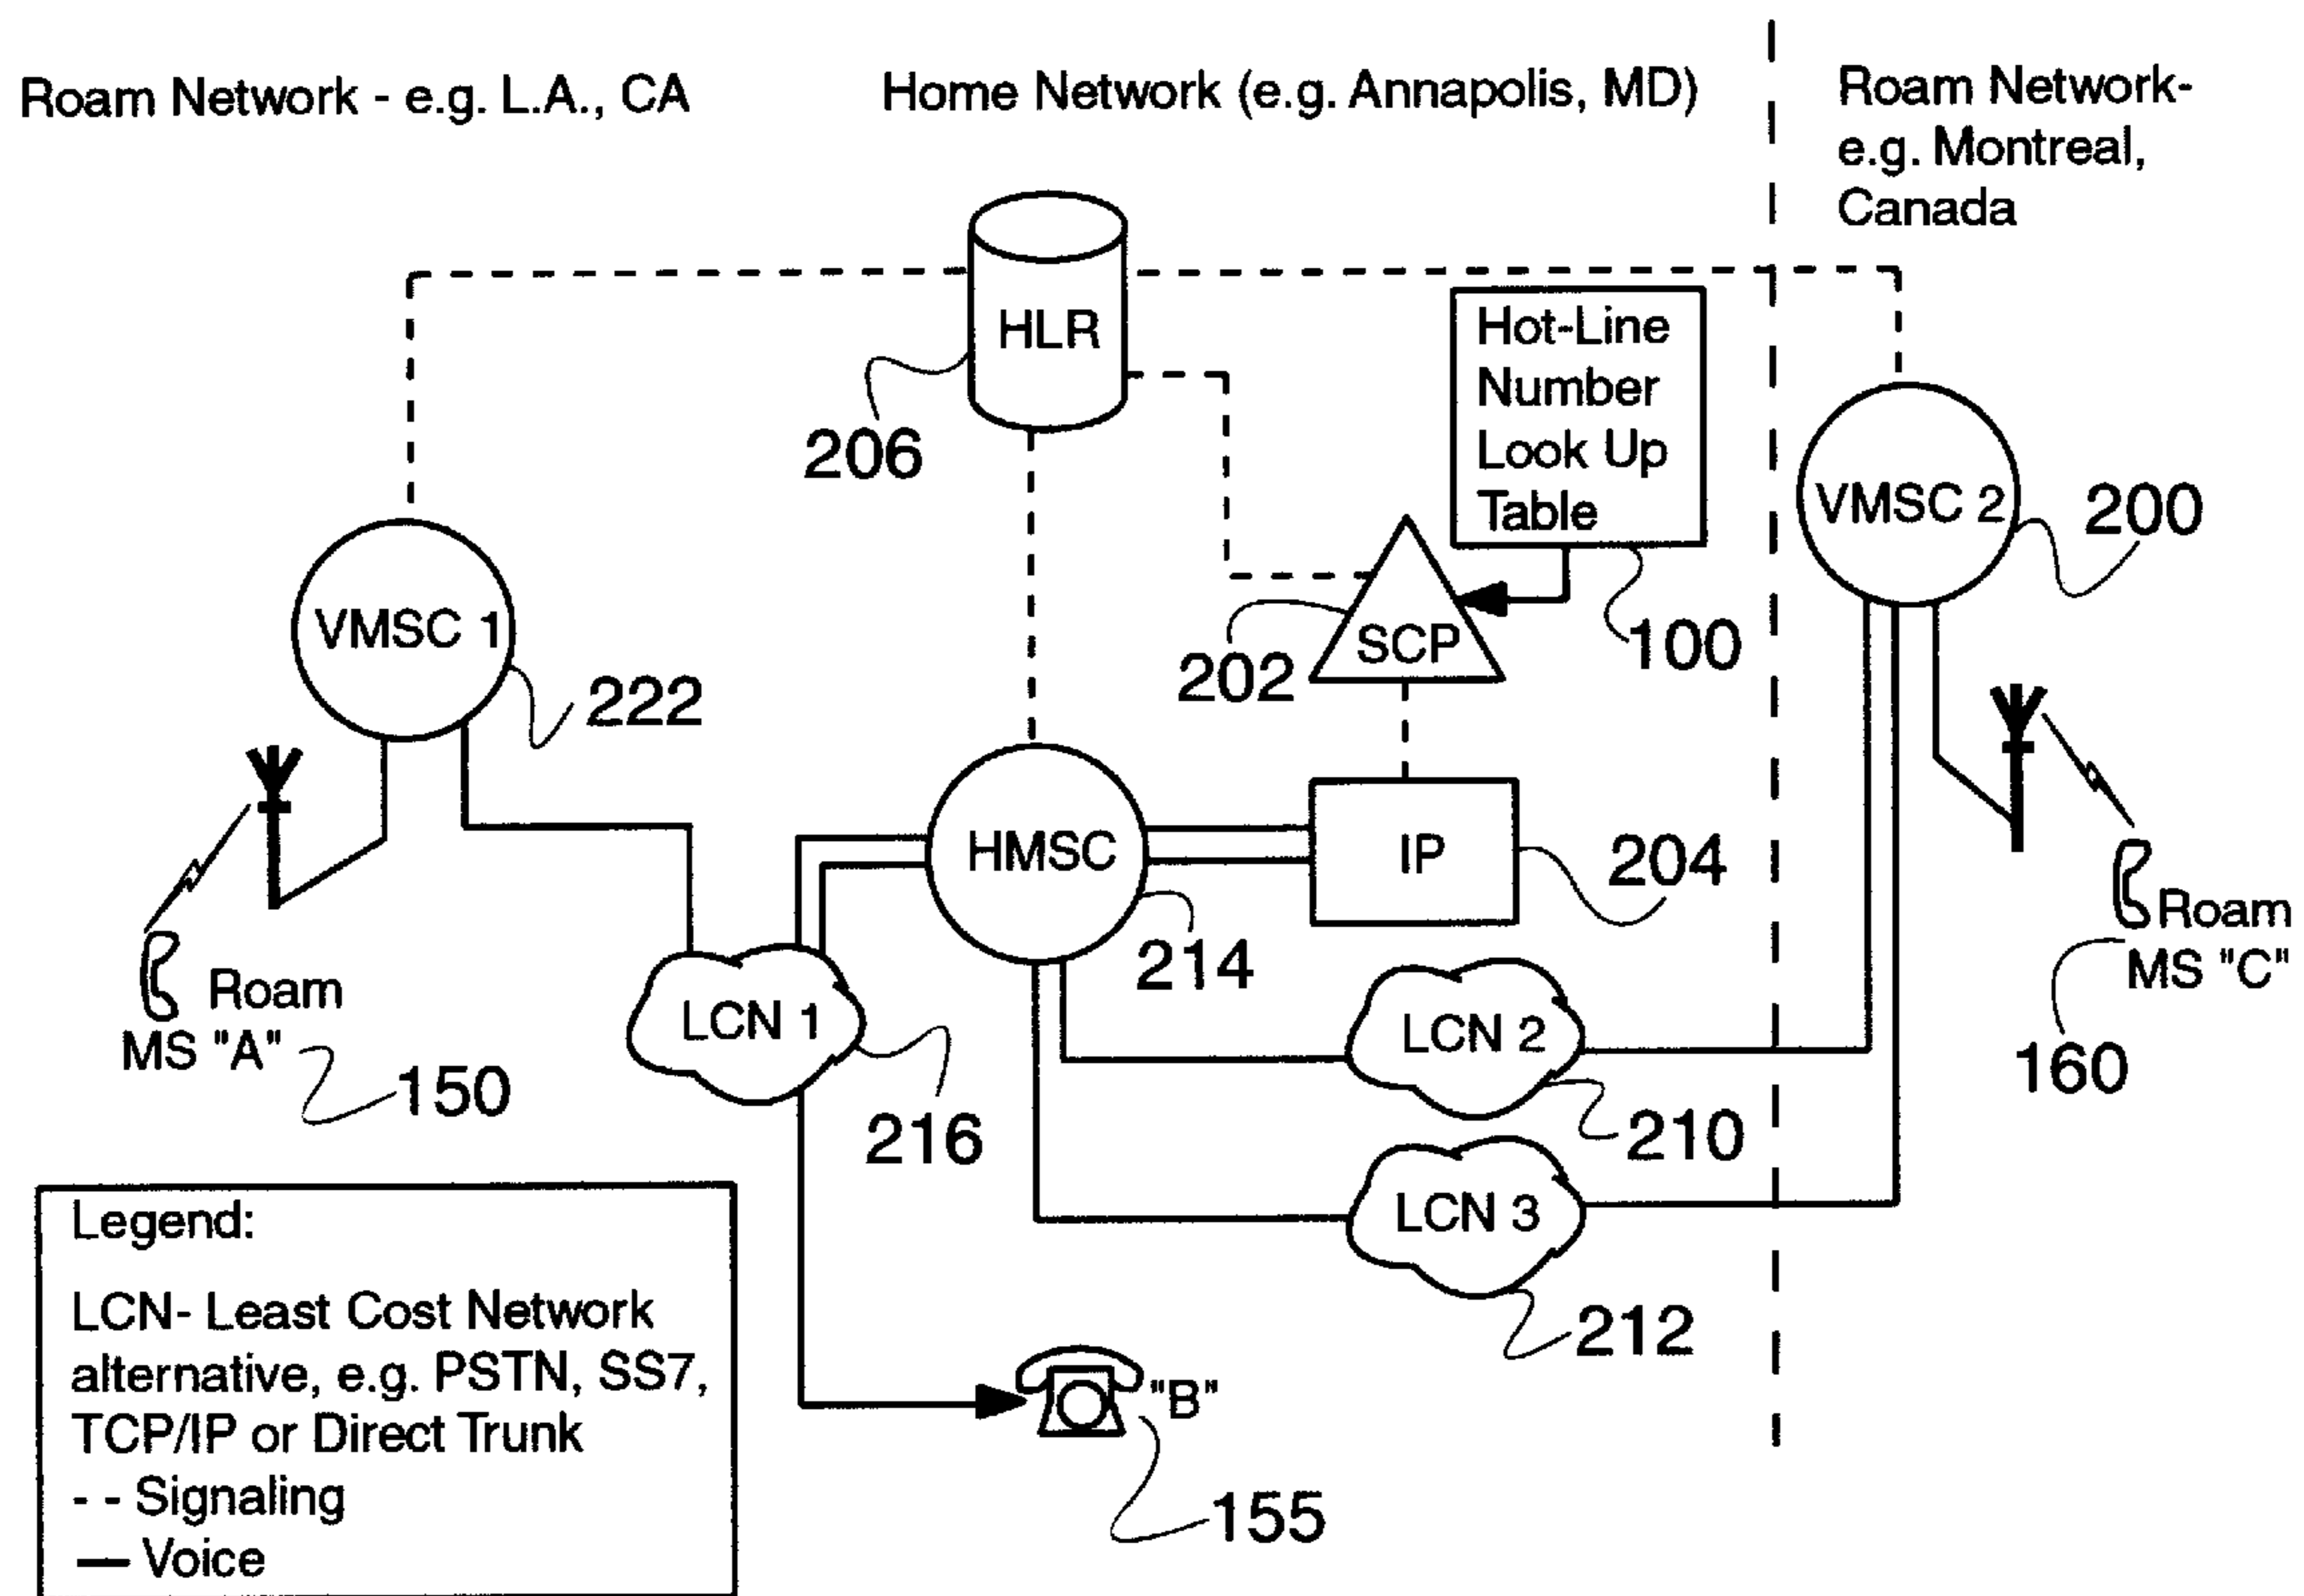 Roam Network - e.g. L.A., CA
Home Network (e.g. Annapolis, MD)
Roam Network-
e.g. Montreal,
Canada
HLR
206
Hot-Line
Number
Look Up
Table
100
VMSC 2
200
VMSC 1
222
SCP
202
HMSC
214
IP
204
Roam
MS "A"
150
Roam
MS "C"
160
LCN 1
216
LCN 2
210
LCN 3
212
"B"
155
Legend:
LCN- Least Cost Network
alternative, e.g. PSTN, SS7,
TCP/IP or Direct Trunk
- - Signaling
— Voice